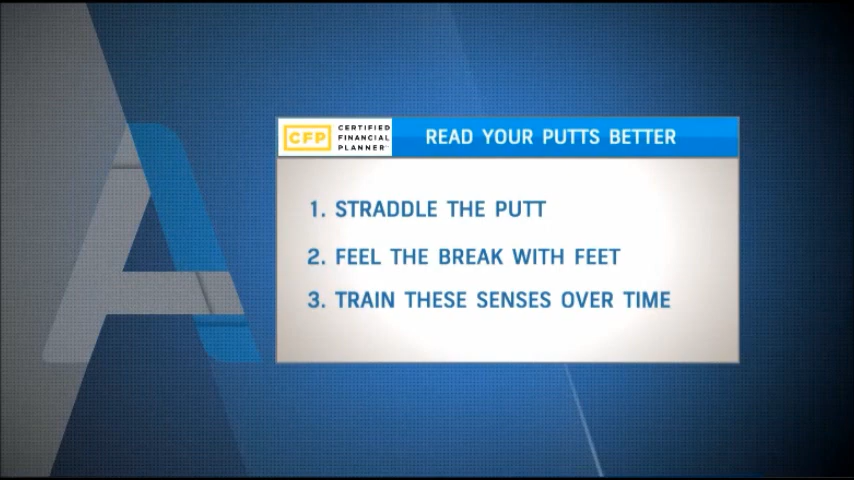 CFP
CERTIFIED
FINANCIAL
PLANNER™
READ YOUR PUTTS BETTER
1. STRADDLE THE PUTT
2. FEEL THE BREAK WITH FEET
3. TRAIN THESE SENSES OVER TIME